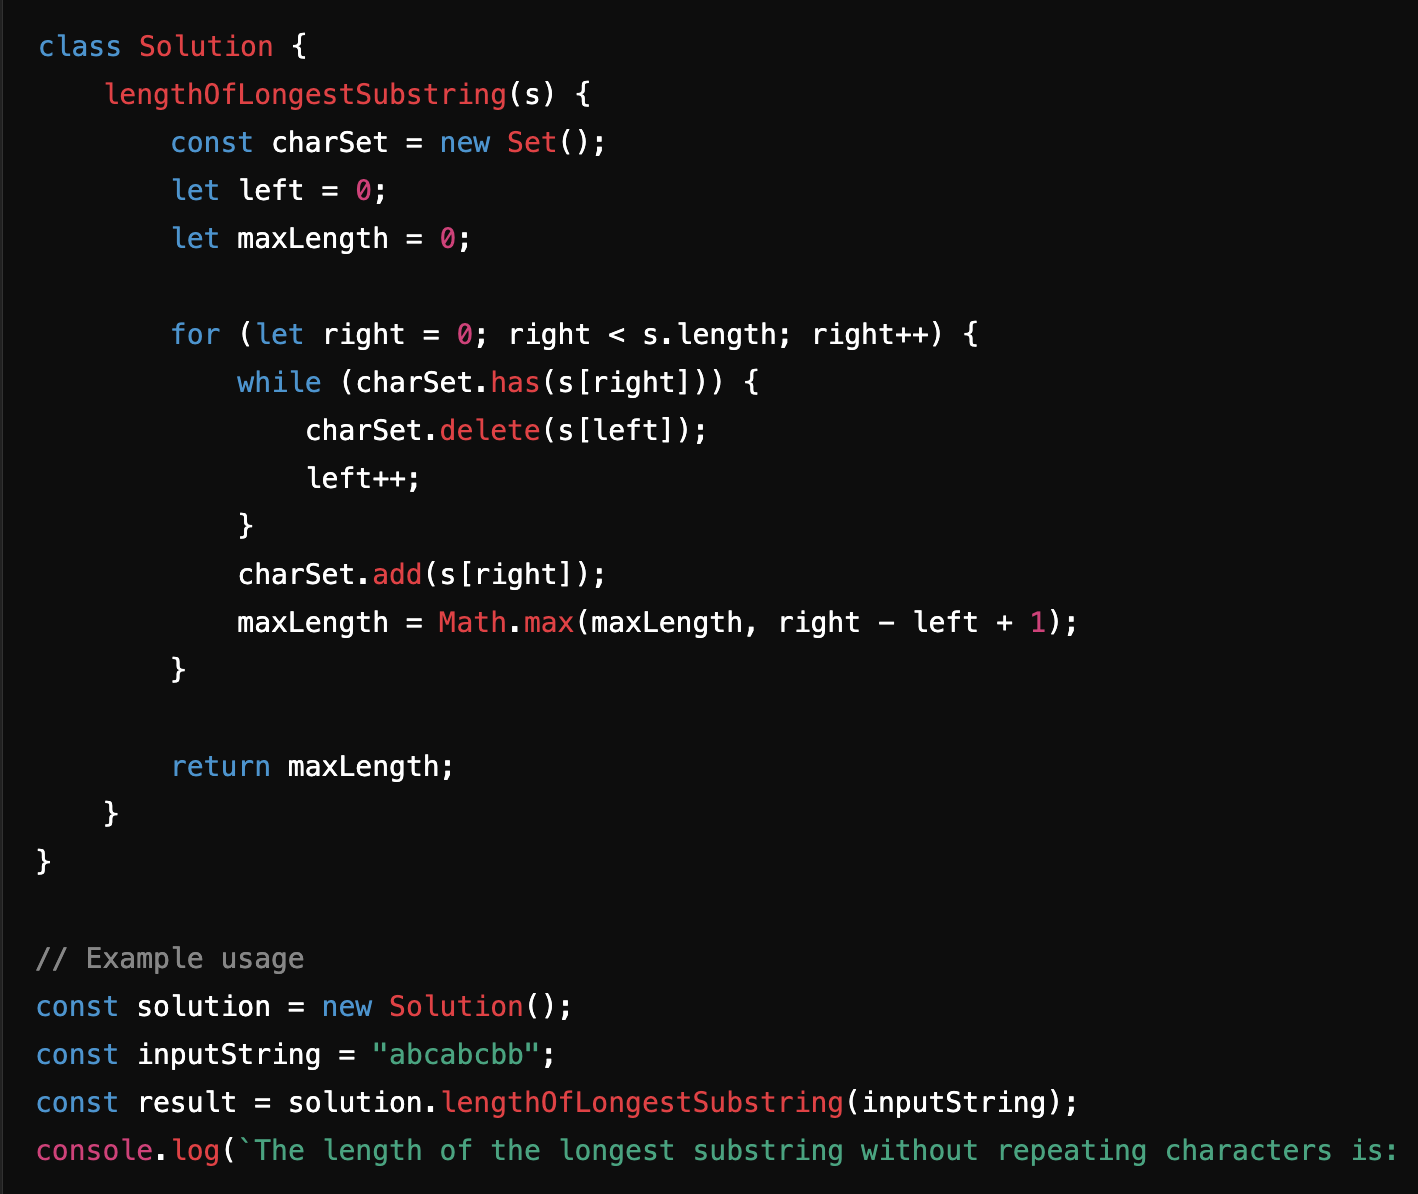 class Solution {
    lengthOfLongestSubstring(s) {
        const charSet = new Set();
        let left = 0;
        let maxLength = 0;

        for (let right = 0; right < s.length; right++) {
            while (charSet.has(s[right])) {
                charSet.delete(s[left]);
                left++;
            }
            charSet.add(s[right]);
            maxLength = Math.max(maxLength, right - left + 1);
        }

        return maxLength;
    }
}

// Example usage
const solution = new Solution();
const inputString = "abcabcbb";
const result = solution.lengthOfLongestSubstring(inputString);
console.log(`The length of the longest substring without repeating characters is: